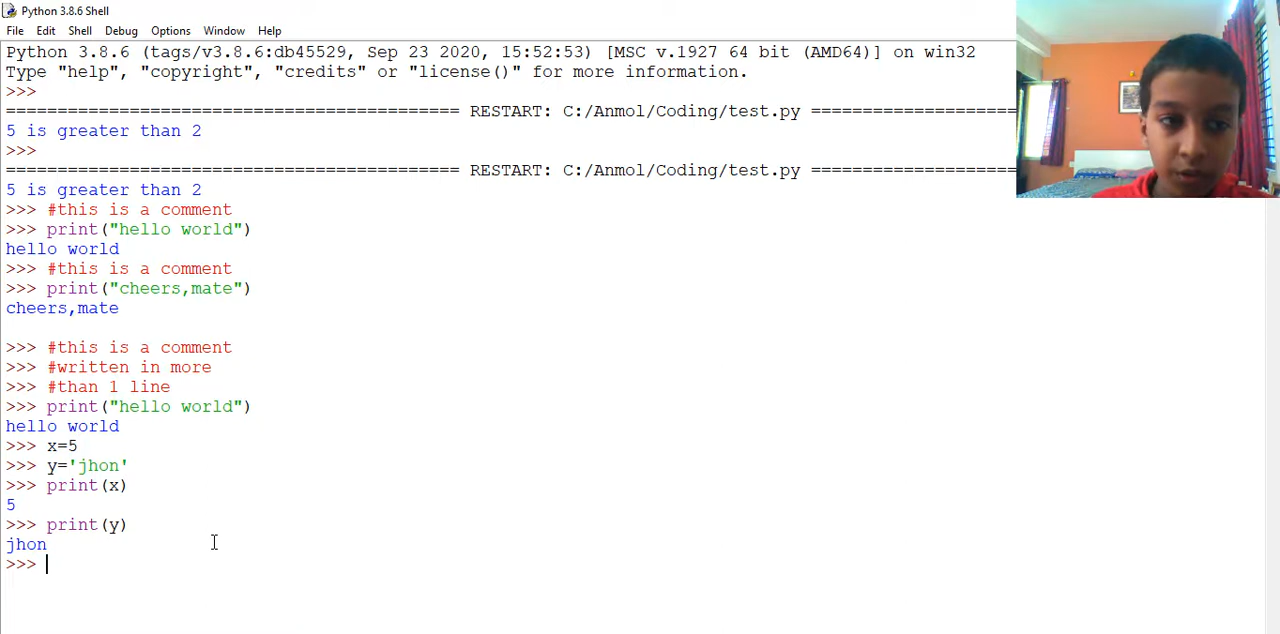 Python 3.8.6 Shell
File Edit Shell Debug Options Window Help
Python 3.8.6 (tags/v3.8.6:db45529, Sep 23 2020, 15:52:53) [MSC v.1927 64 bit (AMD64)] on win32
Type "help", "copyright", "credits" or "license()" for more information.
>>>
============================================ RESTART: C:/Anmol/Coding/test.py ====================
5 is greater than 2
>>>
============================================ RESTART: C:/Anmol/Coding/test.py ====================
5 is greater than 2
>>> #this is a comment
>>> print("hello world")
hello world
>>> #this is a comment
>>> print("cheers,mate")
cheers,mate
>>> #this is a comment
>>> #written in more
>>> #than 1 line
>>> print("hello world")
hello world
>>> x=5
>>> y='jhon'
>>> print(x)
5
>>> print(y)
jhon
>>>